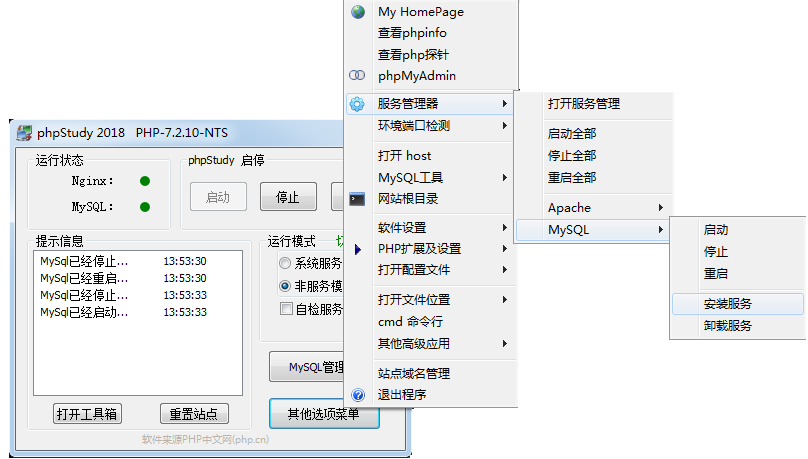 phpStudy 2018 PHP-7.2.10-NTS
运行状态
Nginx:
MySQL:
phpStudy 启停
启动
停止
提示信息
MySql已经停止... 13:53:30
MySql已经重启... 13:53:30
MySql已经停止... 13:53:33
MySql已经启动... 13:53:33
打开工具箱
重置站点
运行模式
系统服务
非服务模
自检服务
MySQL管理
其他选项菜单
软件来源PHP中文网(php.cn)
My HomePage
查看phpinfo
查看php探针
phpMyAdmin
服务管理器
环境端口检测
打开 host
MySQL工具
网站根目录
软件设置
PHP扩展及设置
打开配置文件
打开文件位置
cmd 命令行
其他高级应用
站点域名管理
退出程序
打开服务管理
启动全部
停止全部
重启全部
Apache
MySQL
启动
停止
重启
安装服务
卸载服务